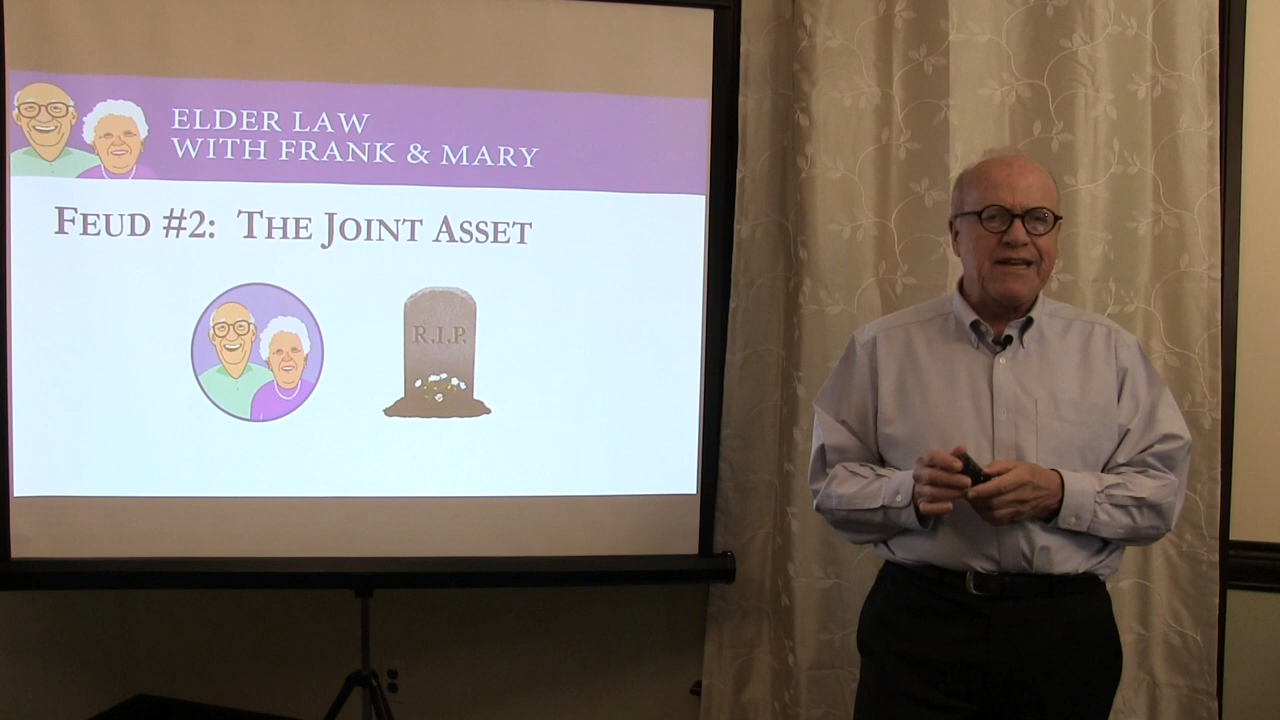 ELDER LAW
WITH FRANK & MARY
FEUD #2: THE JOINT ASSET
R.I.P.